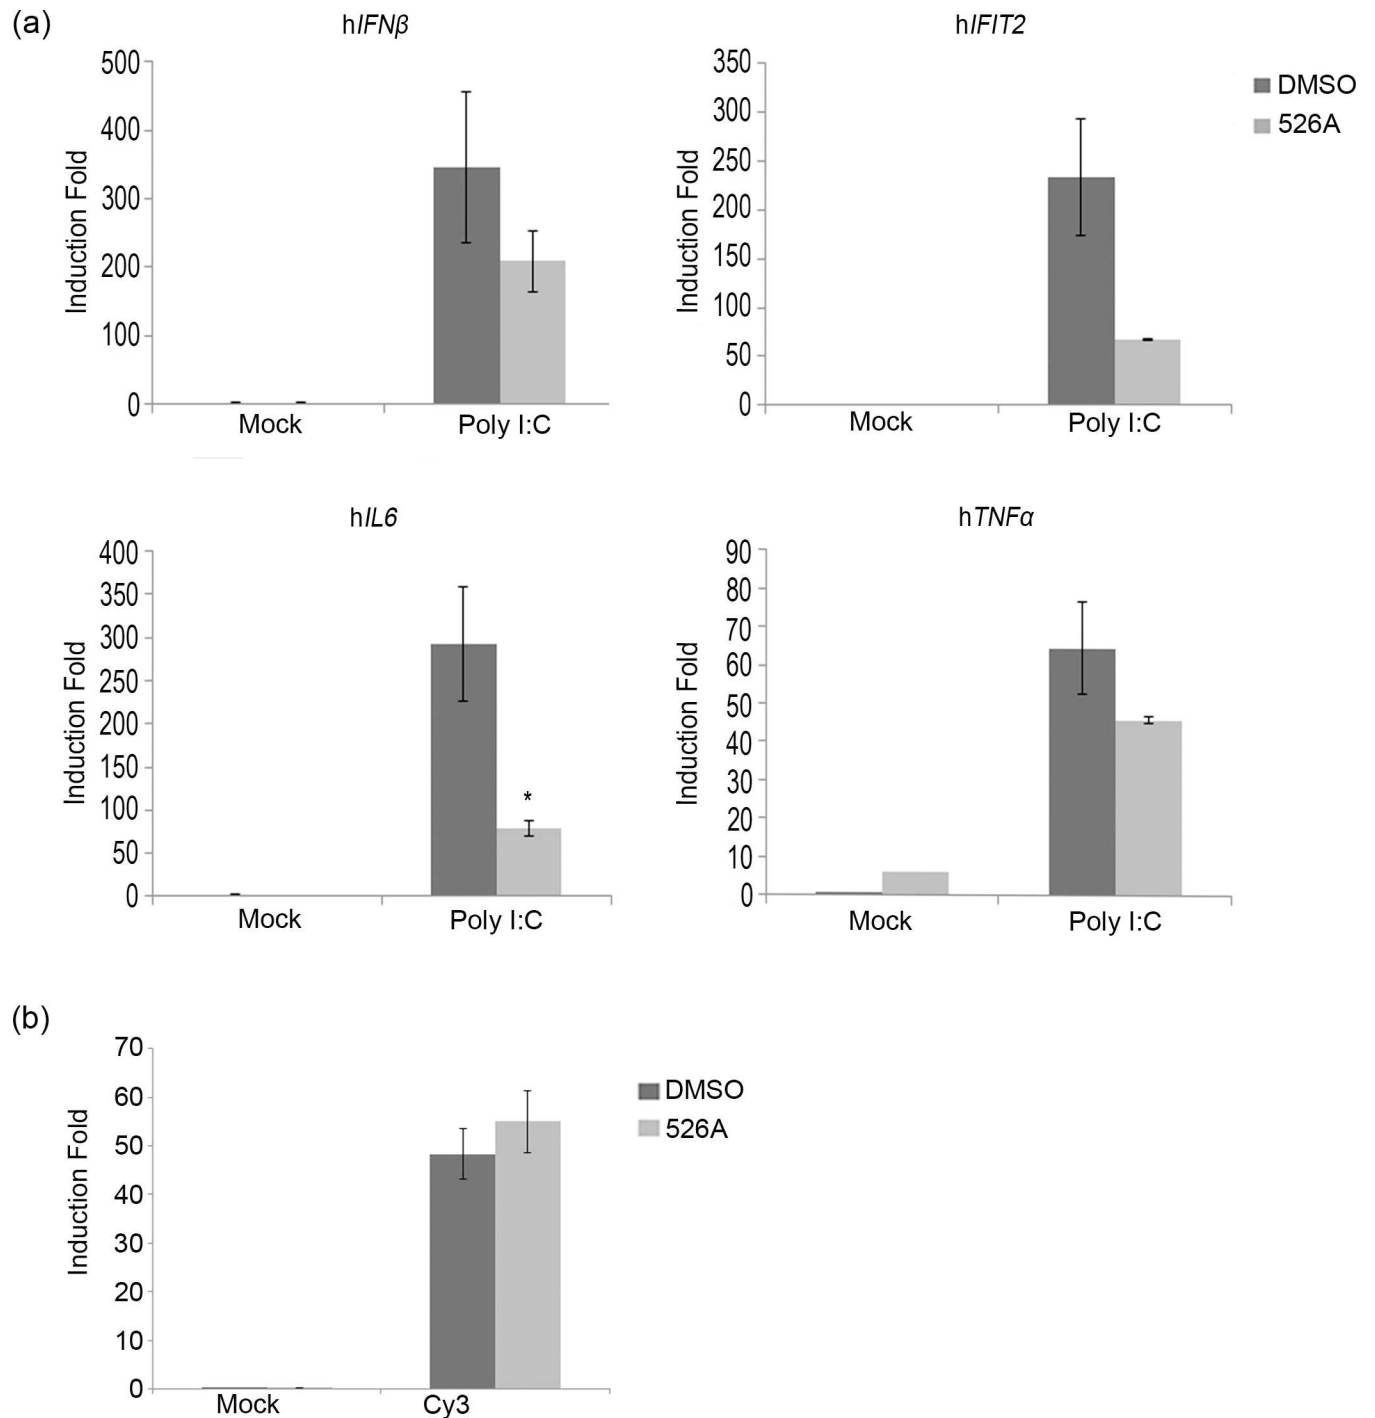 (a)
hIFNβ
500
400
300
200
100
0
Induction Fold
Mock
Poly I:C
hIFIT2
350
300
250
200
150
100
50
0
Induction Fold
Mock
Poly I:C
DMSO
526A
hIL6
400
350
300
250
200
150
100
50
0
Induction Fold
*
Mock
Poly I:C
hTNFα
90
80
70
60
50
40
30
20
10
0
Induction Fold
Mock
Poly I:C
(b)
70
60
50
40
30
20
10
0
Induction Fold
Mock
Cy3
DMSO
526A